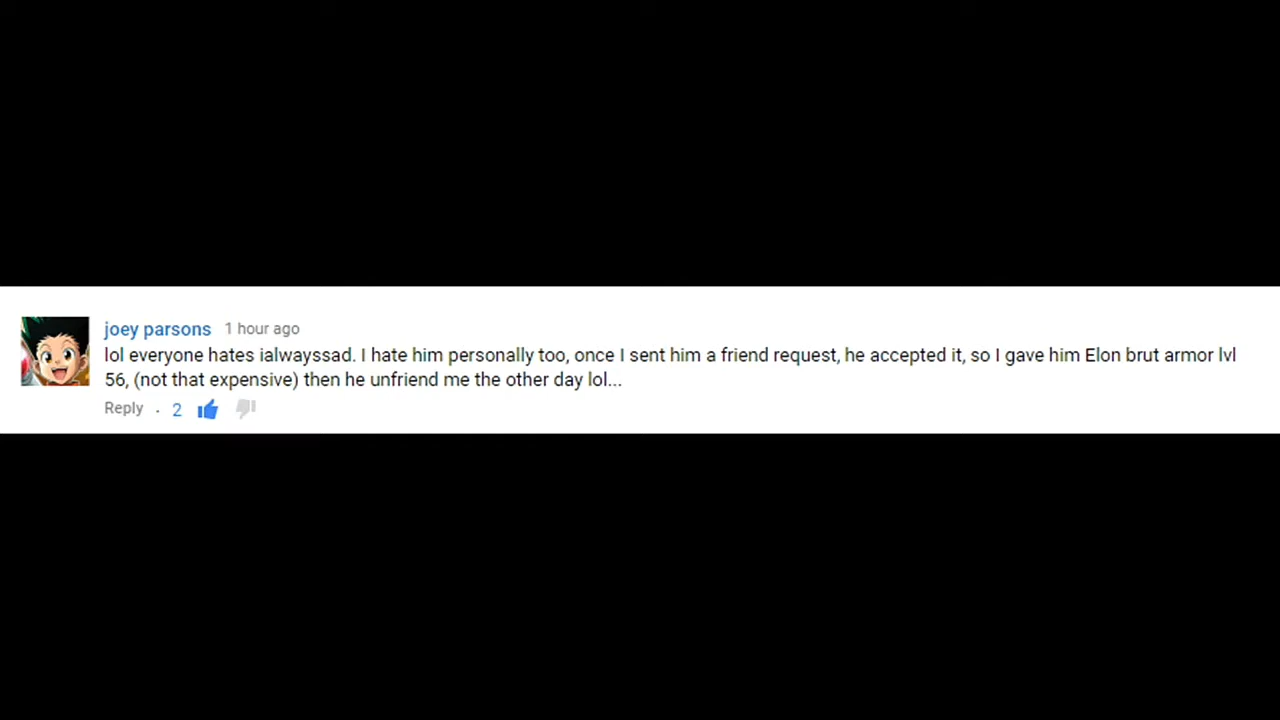 joey parsons 1 hour ago
lol everyone hates ialwayssad. I hate him personally too, once I sent him a friend request, he accepted it, so I gave him Elon brut armor lvl
56, (not that expensive) then he unfriend me the other day lol...
Reply . 2